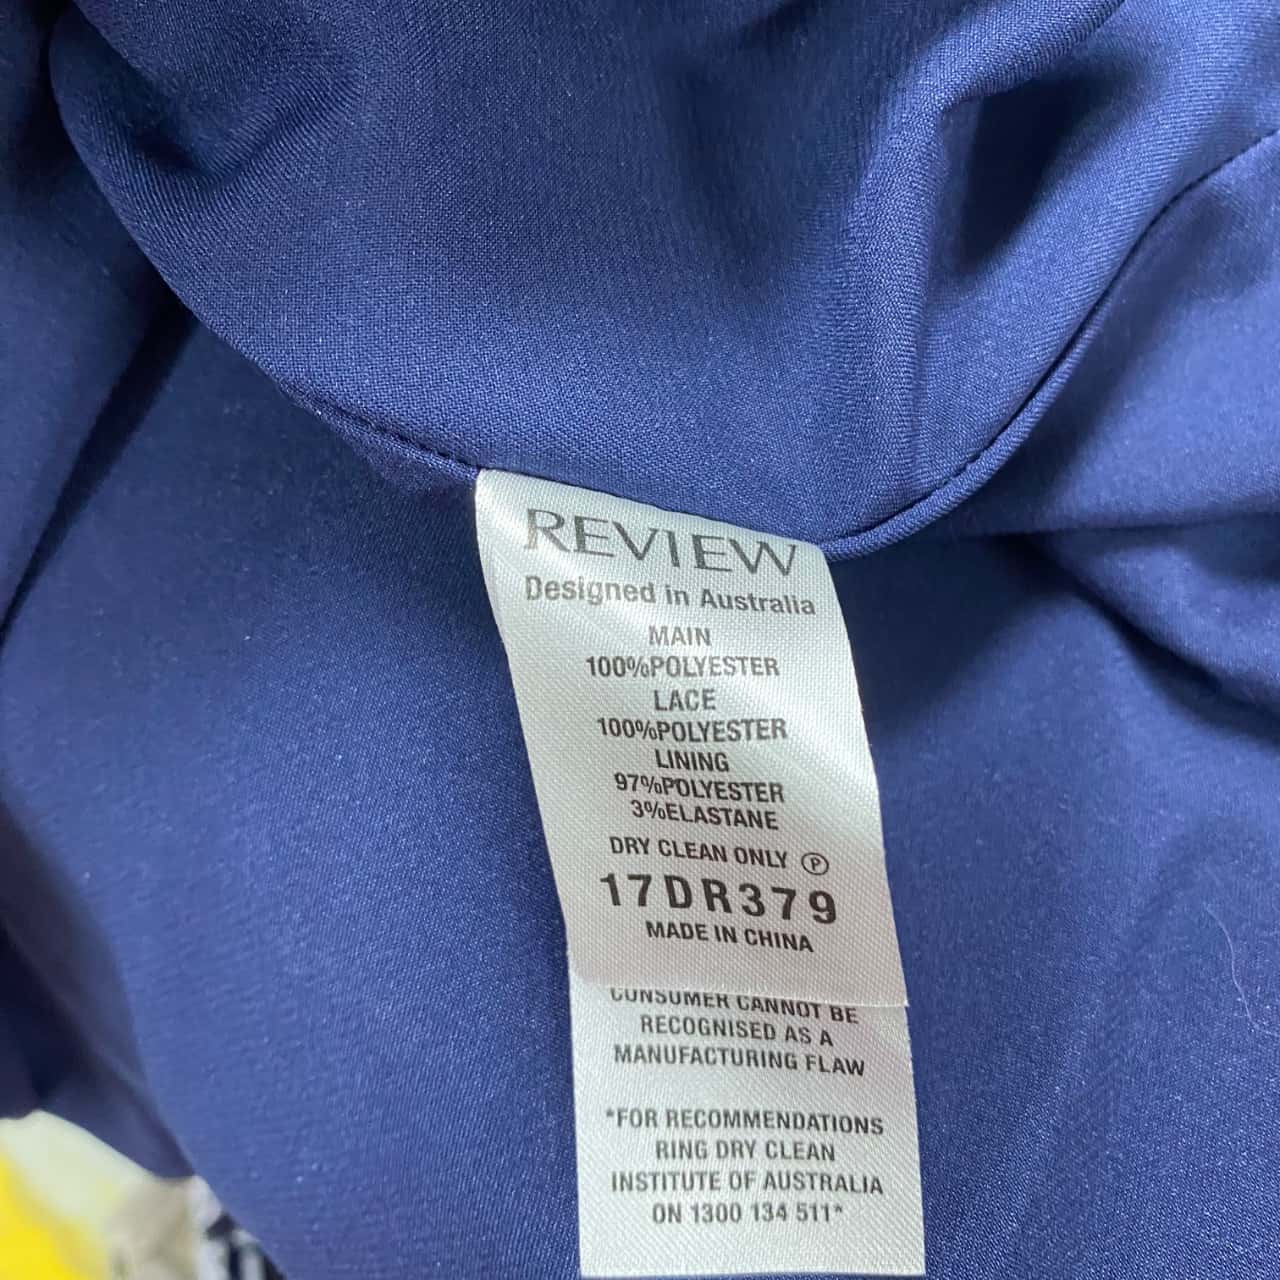 REVIEW
Designed in Australia
MAIN
100%POLYESTER
LACE
100%POLYESTER
LINING
97%POLYESTER
3%ELASTANE
DRY CLEAN ONLY Ⓟ
17DR379
MADE IN CHINA
CONSUMER CANNOT BE
RECOGNISED AS A
MANUFACTURING FLAW
*FOR RECOMMENDATIONS
RING DRY CLEAN
INSTITUTE OF AUSTRALIA
ON 1300 134 511*